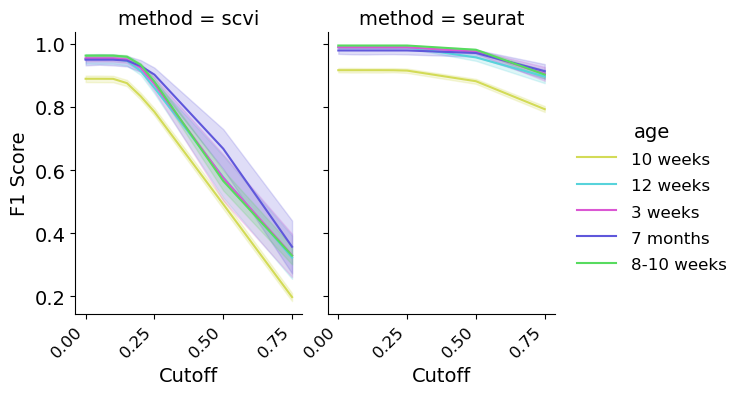 method = scvi
method = seurat
F1 Score
1.0
0.8
0.6
0.4
0.2
0.00
0.25
0.50
0.75
0.00
0.25
0.50
0.75
Cutoff
Cutoff
age
10 weeks
12 weeks
3 weeks
7 months
8-10 weeks